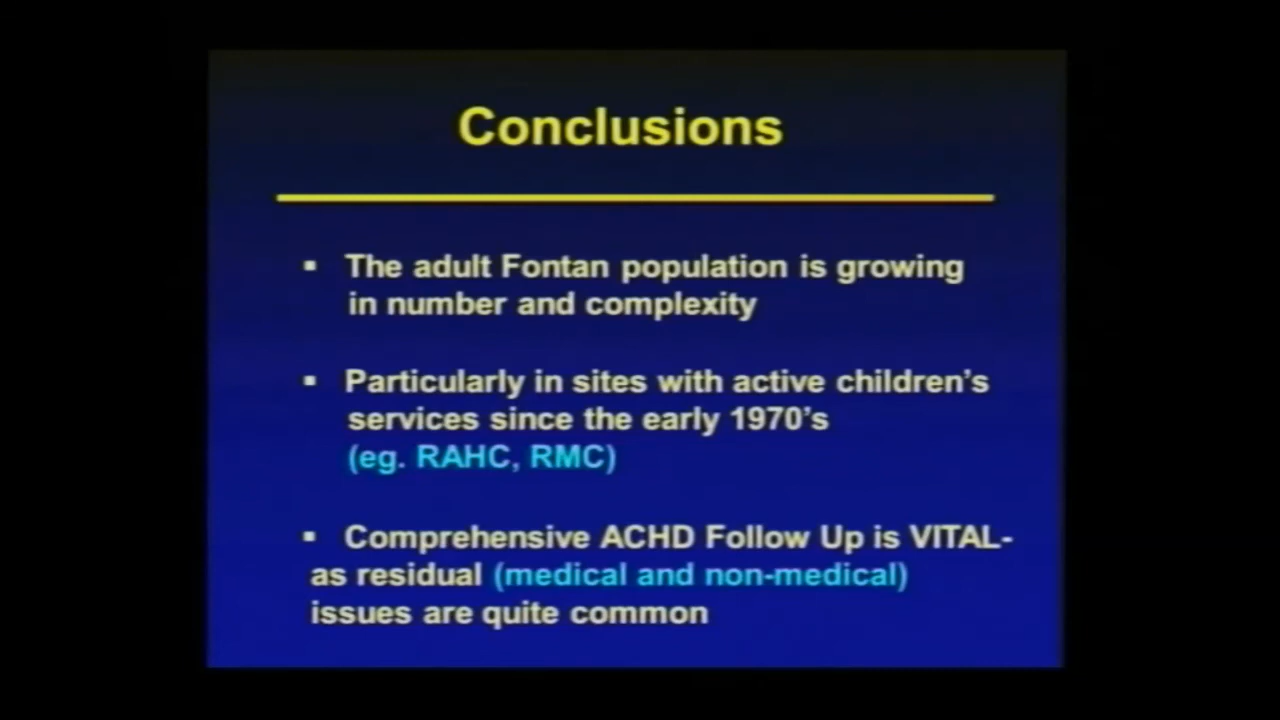 Conclusions
▪ The adult Fontan population is growing
in number and complexity
▪ Particularly in sites with active children's
services since the early 1970's
(eg. RAHC, RMC)
▪ Comprehensive ACHD Follow Up is VITAL-
as residual (medical and non-medical)
issues are quite common